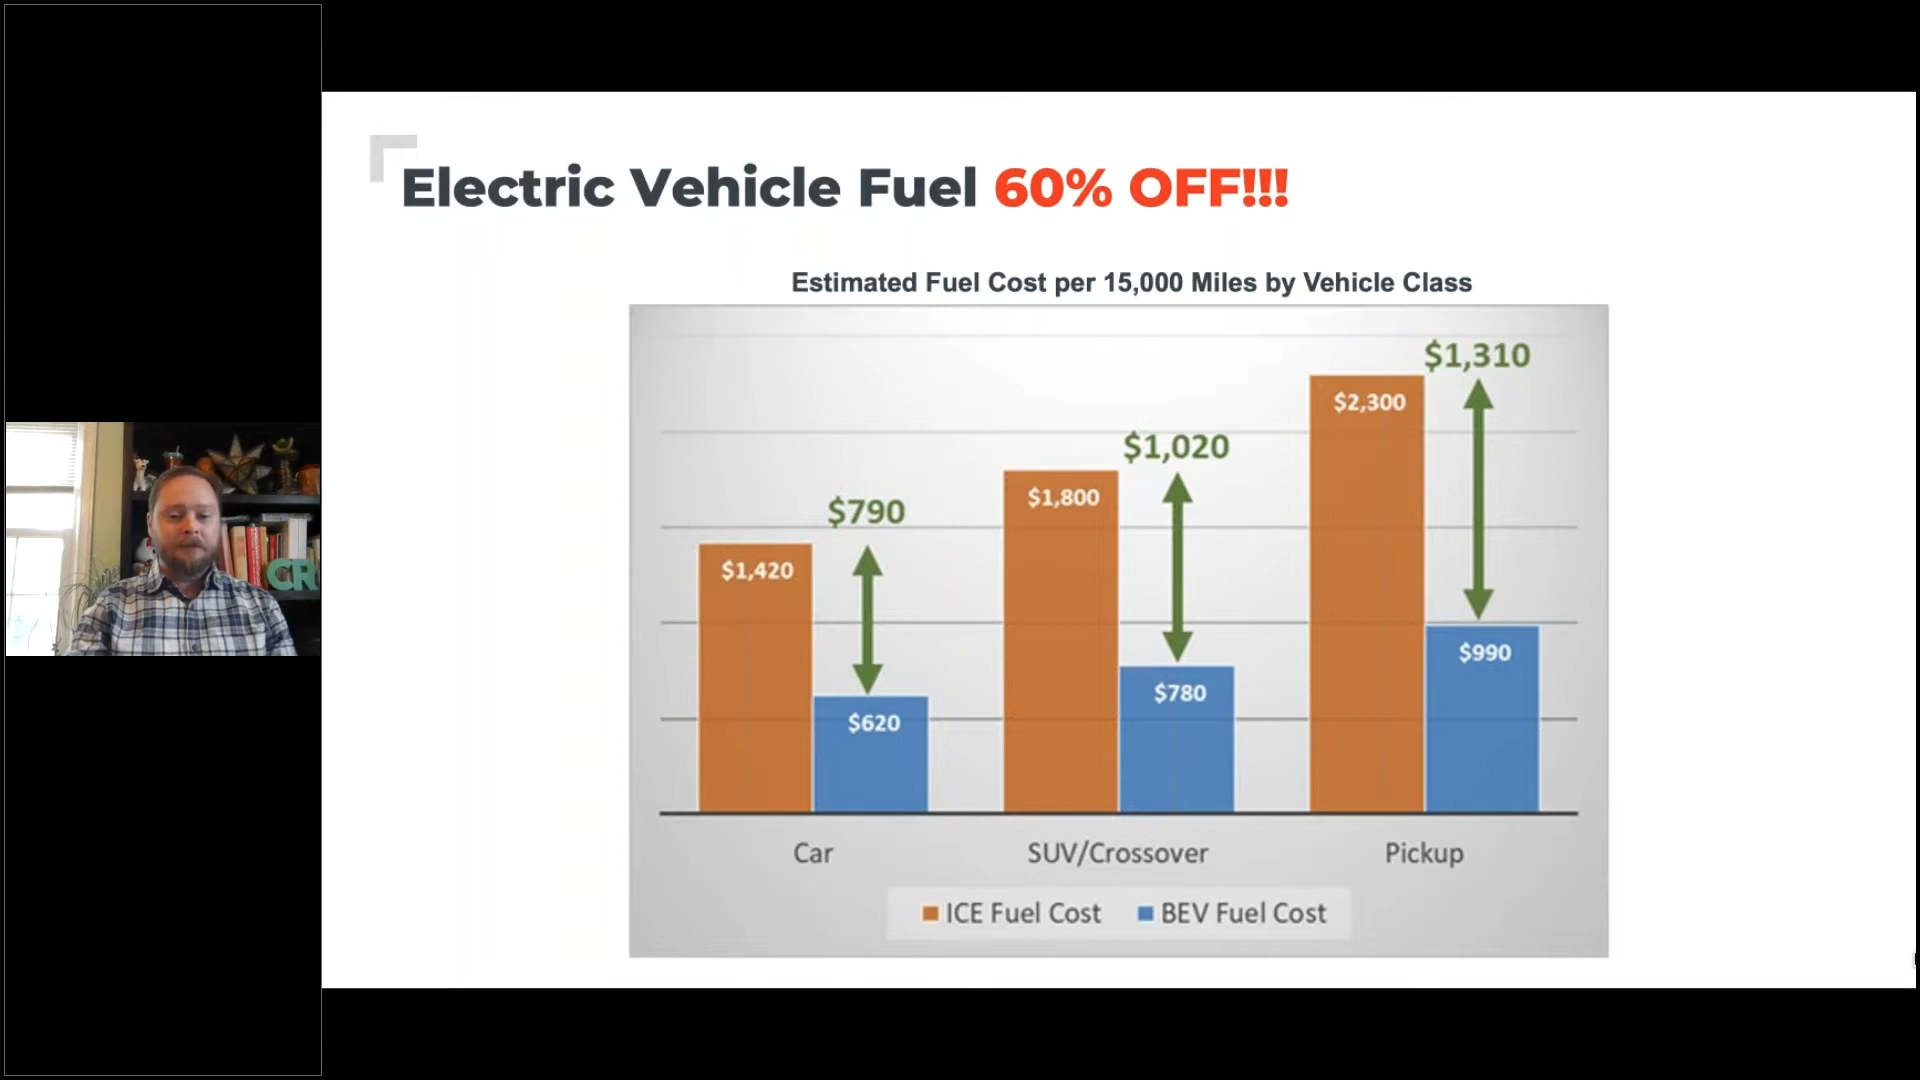 Electric Vehicle Fuel 60% OFF!!!
Estimated Fuel Cost per 15,000 Miles by Vehicle Class
$1,310
$2,300
$1,020
$1,800
$790
$1,420
$990
$780
$620
Car SUV/Crossover Pickup
ICE Fuel Cost BEV Fuel Cost
CR